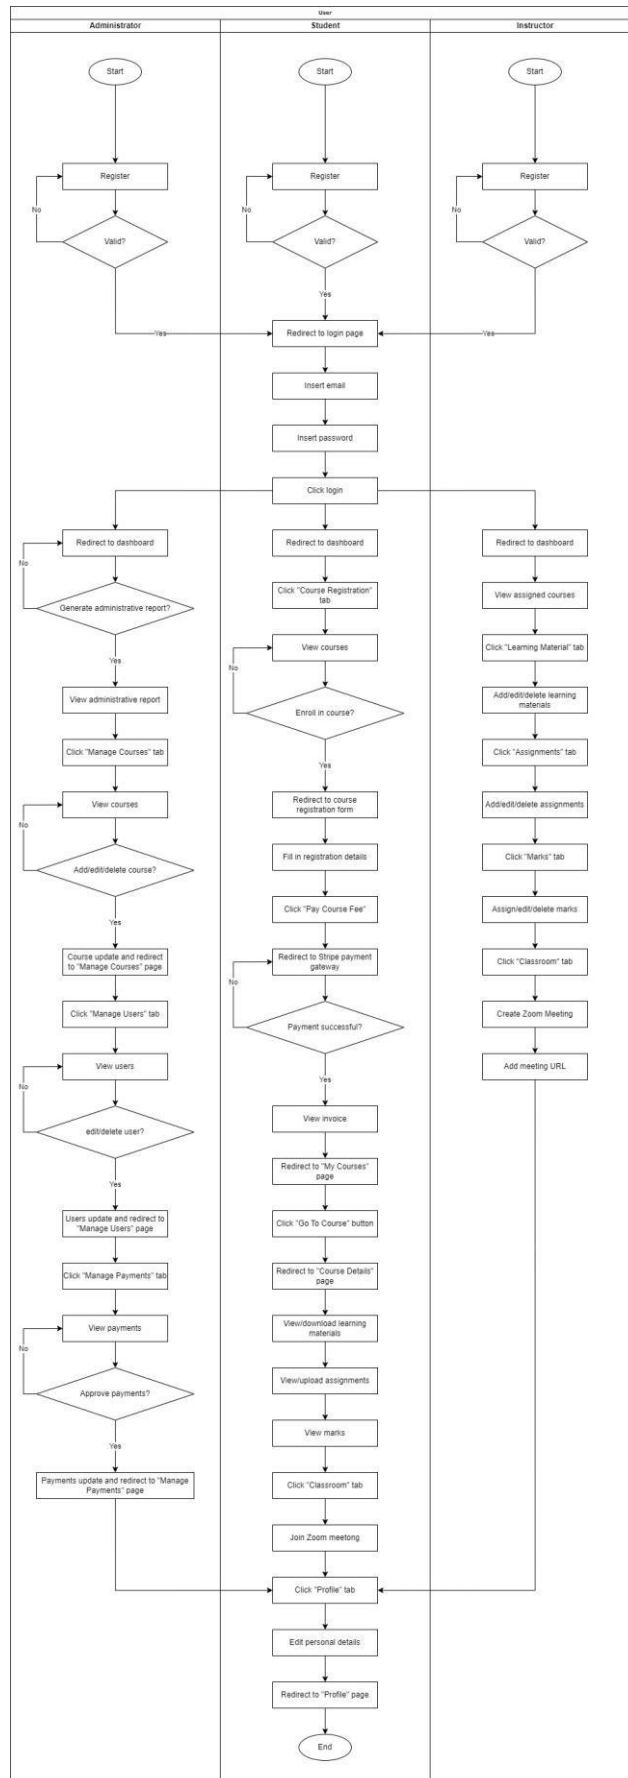 User
Administrator
Student
Instructor
Start
Start
Start
Register
Register
Register
No
No
No
Valid?
Valid?
Valid?
Yes
Yes
Redirect to login page
Yes
Insert email
Insert password
Click login
Redirect to dashboard
No
Generate administrative report?
Yes
View administrative report
Click "Manage Courses" tab
View courses
No
Add/edit/delete course?
Yes
Course update and redirect
to "Manage Courses" page
Click "Manage Users" tab
View users
No
edit/delete user?
Yes
Users update and redirect to
"Manage Users" page
Click "Manage Payments" tab
View payments
No
Approve payments?
Yes
Payments update and redirect to "Manage
Payments" page
Redirect to dashboard
Click "Course Registration"
tab
View courses
No
Enroll in course?
Yes
Redirect to course
registration form
Fill in registration details
Click "Pay Course Fee"
Redirect to Stripe payment
gateway
No
Payment successful?
Yes
View invoice
Redirect to "My Courses"
page
Click "Go To Course" button
Redirect to "Course Details"
page
View/download learning
materials
View/upload assignments
View marks
Click "Classroom" tab
Join Zoom meetong
Redirect to dashboard
View assigned courses
Click "Learning Material" tab
Add/edit/delete learning
materials
Click "Assignments" tab
Add/edit/delete assignments
Click "Marks" tab
Assign/edit/delete marks
Click "Classroom" tab
Create Zoom Meeting
Add meeting URL
Click "Profile" tab
Edit personal details
Redirect to "Profile" page
End